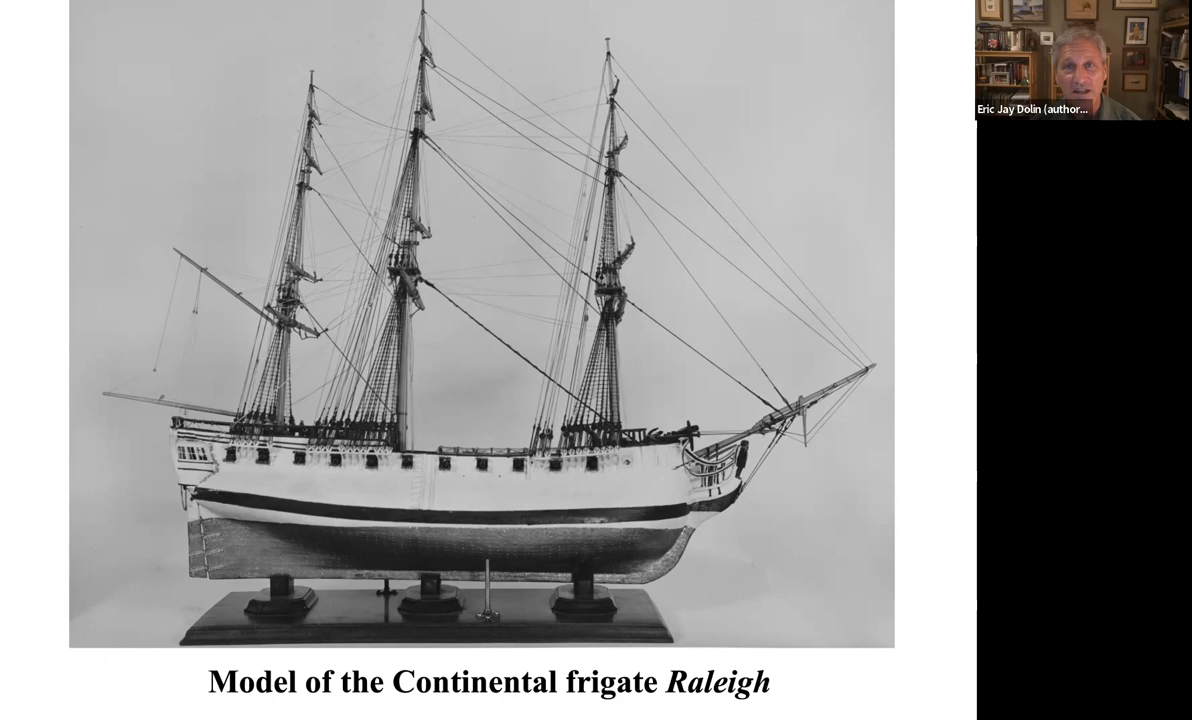 Eric Jay Dolin (author...
Model of the Continental frigate Raleigh